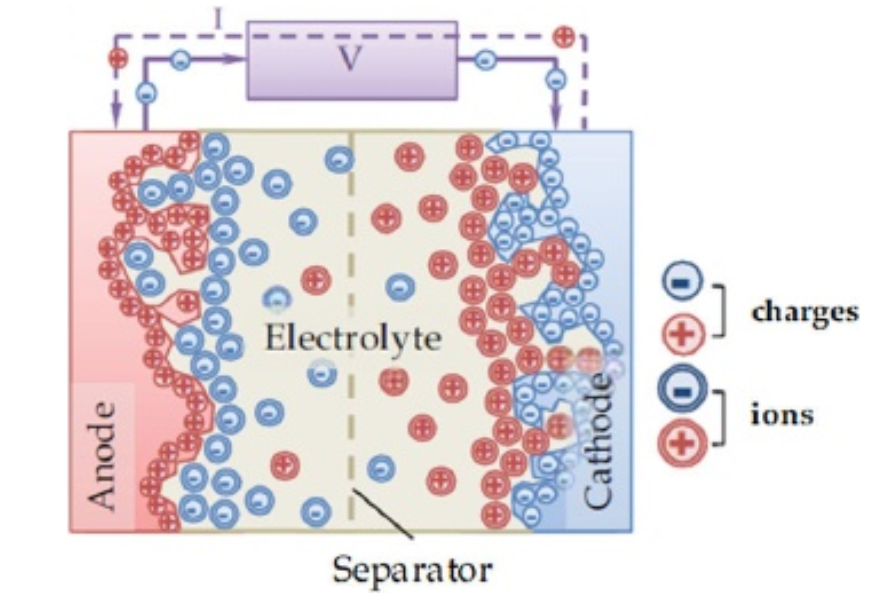 I
V
Electrolyte
Anode
Cathode
charges
ions
Separator